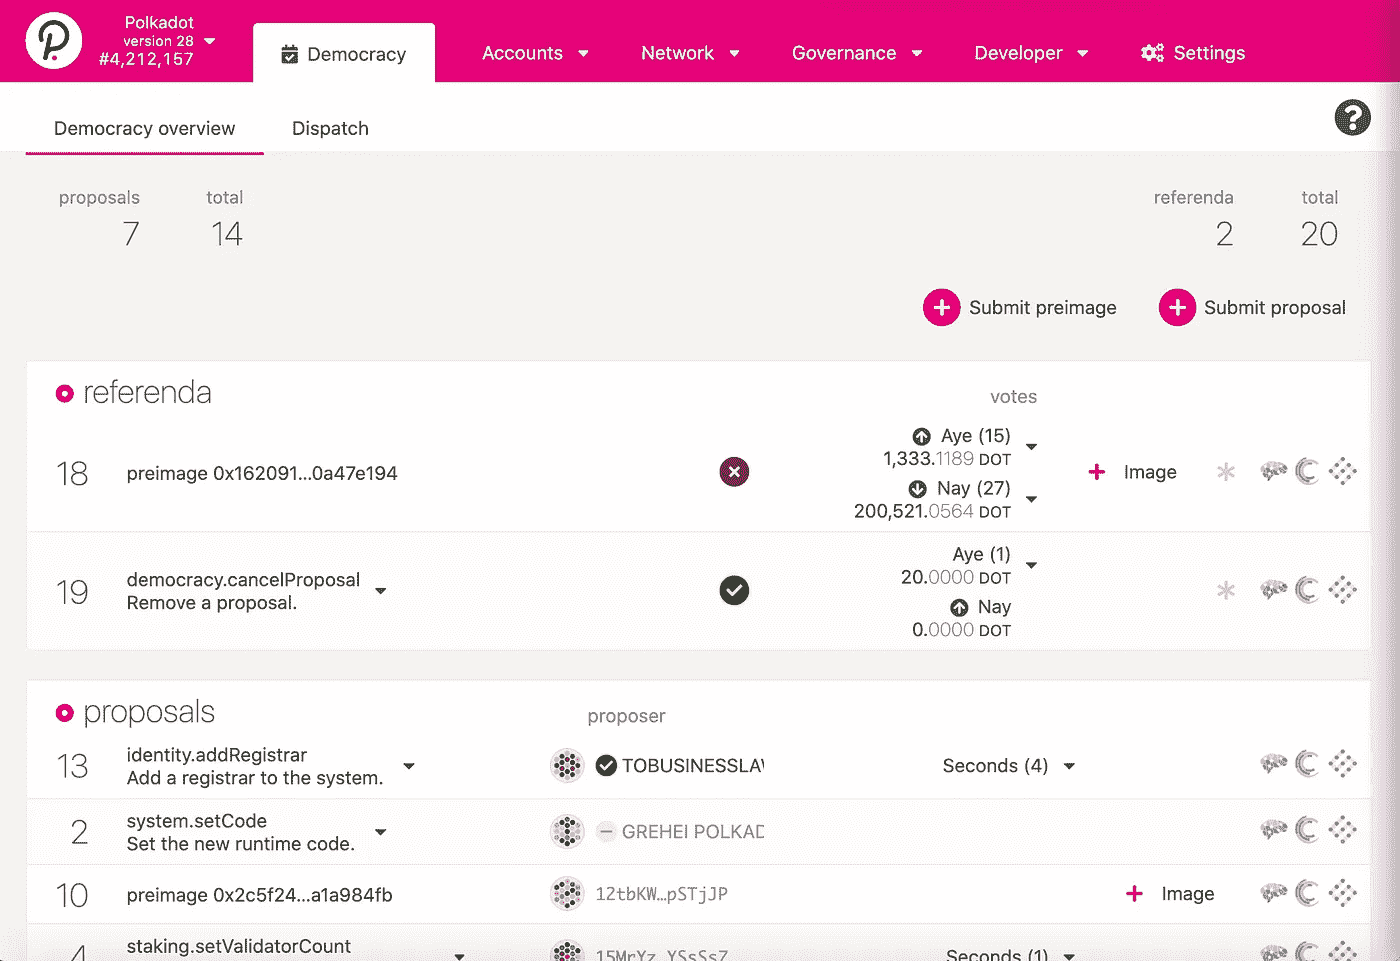 Polkadot
version 28
#4,212,157
Democracy
Accounts
Network
Governance
Developer
Settings
Democracy overview
Dispatch
proposals
total
7
14
referenda
total
2
20
Submit preimage
Submit proposal
referenda
votes
18
preimage 0x162091...0a47e194
Aye (15)
1,333.1189 DOT
Nay (27)
200,521.0564 DOT
Image
19
democracy.cancelProposal
Remove a proposal.
Aye (1)
20.0000 DOT
Nay
0.0000 DOT
proposals
proposer
13
identity.addRegistrar
Add a registrar to the system.
TOBUSINESSLAW
Seconds (4)
2
system.setCode
Set the new runtime code.
GREHEI POLKAD
10
preimage 0x2c5f24...a1a984fb
12tbKW…pSTjJP
Image
4
staking.setValidatorCount
15MrYz…YSsSs7
Seconds (1)